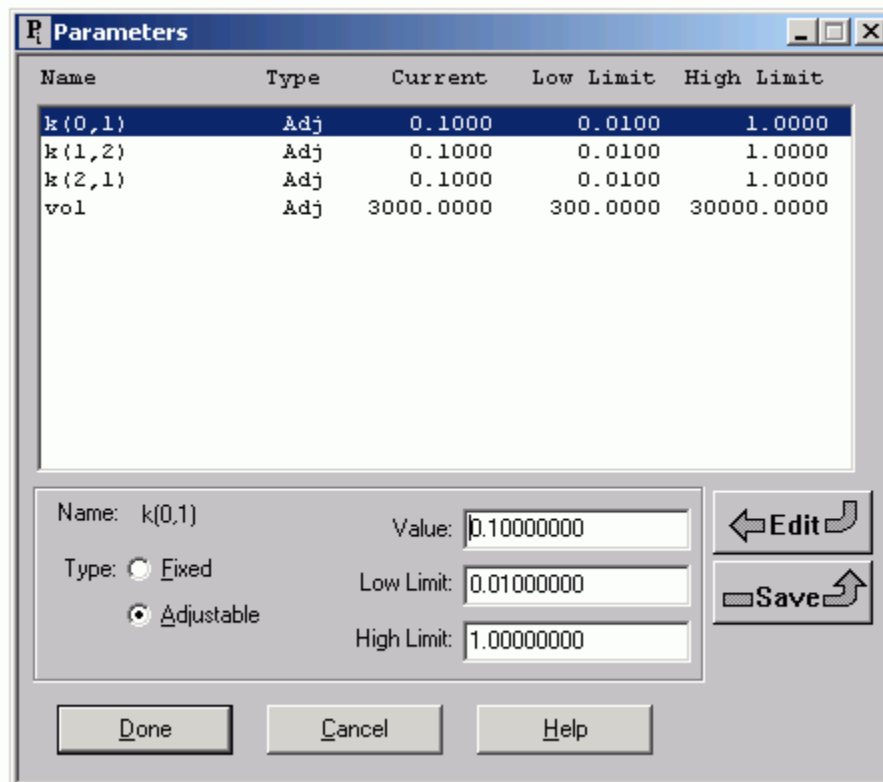 Parameters
Name Type Current Low Limit High Limit
k(0,1) Adj 0.1000 0.0100 1.0000
k(1,2) Adj 0.1000 0.0100 1.0000
k(2,1) Adj 0.1000 0.0100 1.0000
vol Adj 3000.0000 300.0000 30000.0000
Name: k(0,1)
Type: Fixed
Adjustable
Value: 0.10000000
Low Limit: 0.01000000
High Limit: 1.00000000
Edit
Save
Done Cancel Help